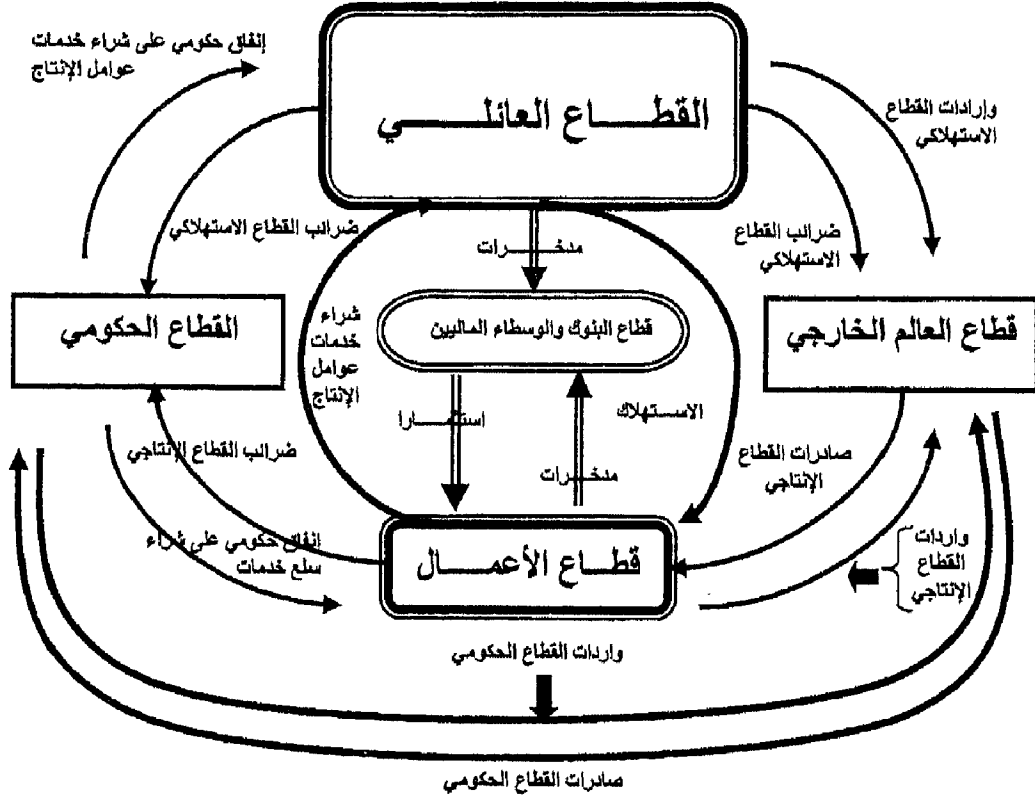 إنفاق حكومي على شراء خدمات
عوامل الإنتاج
القطاع العائلي
وإرادات القطاع
الاستهلاكي
ضرائب القطاع الاستهلاكي
مدخرات
ضرائب القطاع
الاستهلاكي
القطاع الحكومي
شراء
خدمات
عوامل
الإنتاج
قطاع البنوك والوسطاء الماليين
قطاع العالم الخارجي
استثمارا
الاستهلاك
ضرائب القطاع الإنتاجي
مدخرات
صادرات القطاع
الإنتاجي
إنفاق حكومي على شراء
سلع خدمات
قطاع الأعمال
واردات
القطاع
الإنتاجي
واردات القطاع الحكومي
صادرات القطاع الحكومي